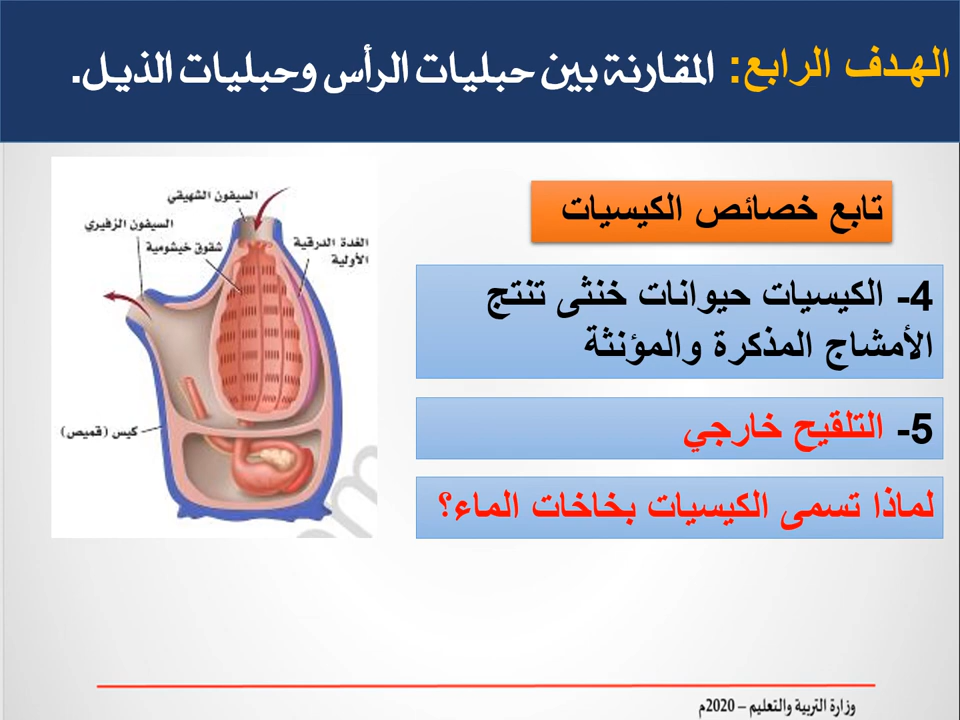 الهدف الرابع: المقارنة بين حبليات الرأس وحبليات الذيل.
تابع خصائص الكيسيات
4- الكيسيات حيوانات خنثى تنتج
الأمشاج المذكرة والمؤنثة
5- التلقيح خارجي
لماذا تسمى الكيسيات بخاخات الماء؟
السيفون الشهيقي
السيفون الزفيري
شقوق خيشومية
الغدة الدرقية
الأولية
كيس (قميص)
وزارة التربية والتعليم – 2020م